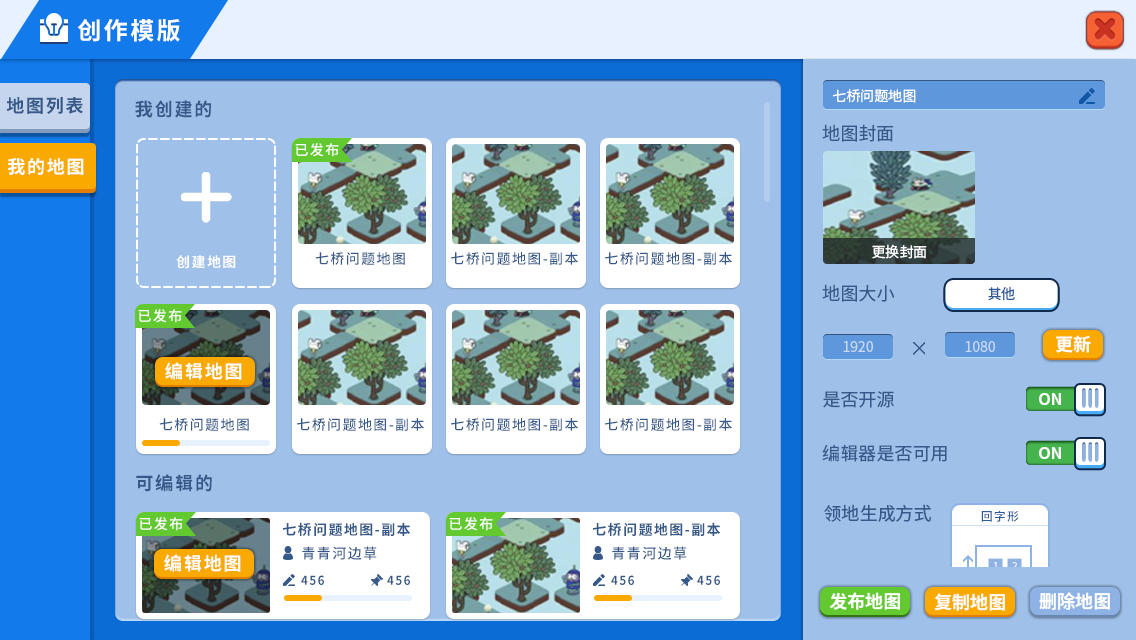 创作模版
地图列表
我的地图
我创建的
创建地图
已发布
七桥问题地图
七桥问题地图-副本
七桥问题地图-副本
已发布
编辑地图
七桥问题地图
七桥问题地图-副本
七桥问题地图-副本
七桥问题地图-副本
可编辑的
已发布
编辑地图
七桥问题地图-副本
青青河边草
456 456
已发布
七桥问题地图-副本
青青河边草
456 456
七桥问题地图
地图封面
更换封面
地图大小 其他
1920 × 1080 更新
是否开源 ON
编辑器是否可用 ON
领地生成方式 回字形
1 2
发布地图 复制地图 删除地图